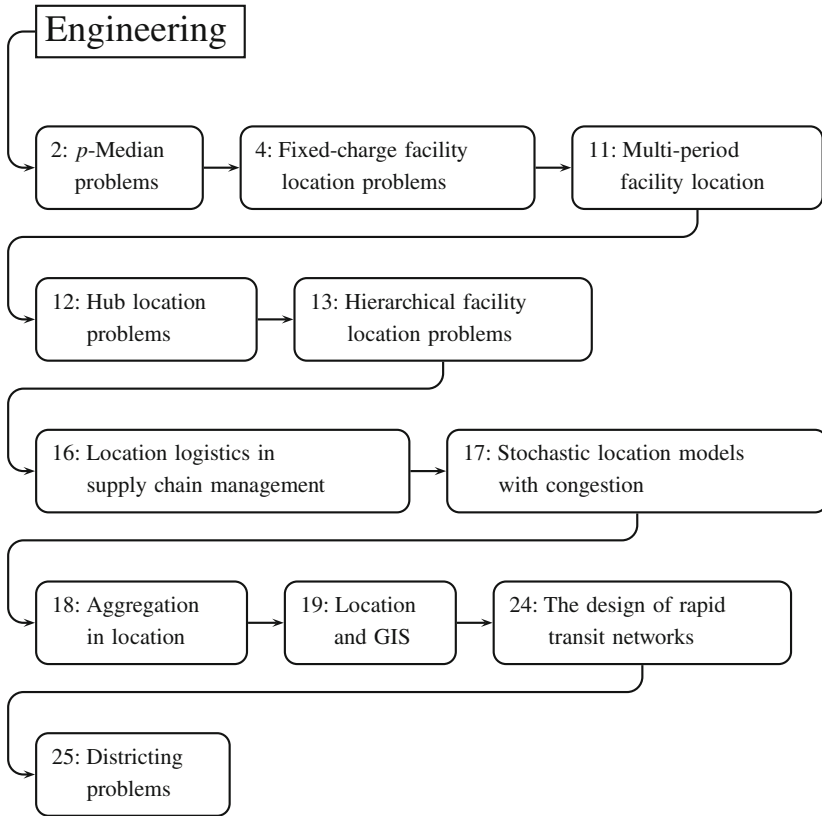 Engineering
2: p-Median
problems
4: Fixed-charge facility
location problems
11: Multi-period
facility location
12: Hub location
problems
13: Hierarchical facility
location problems
16: Location logistics in
supply chain management
17: Stochastic location models
with congestion
18: Aggregation
in location
19: Location
and GIS
24: The design of rapid
transit networks
25: Districting
problems